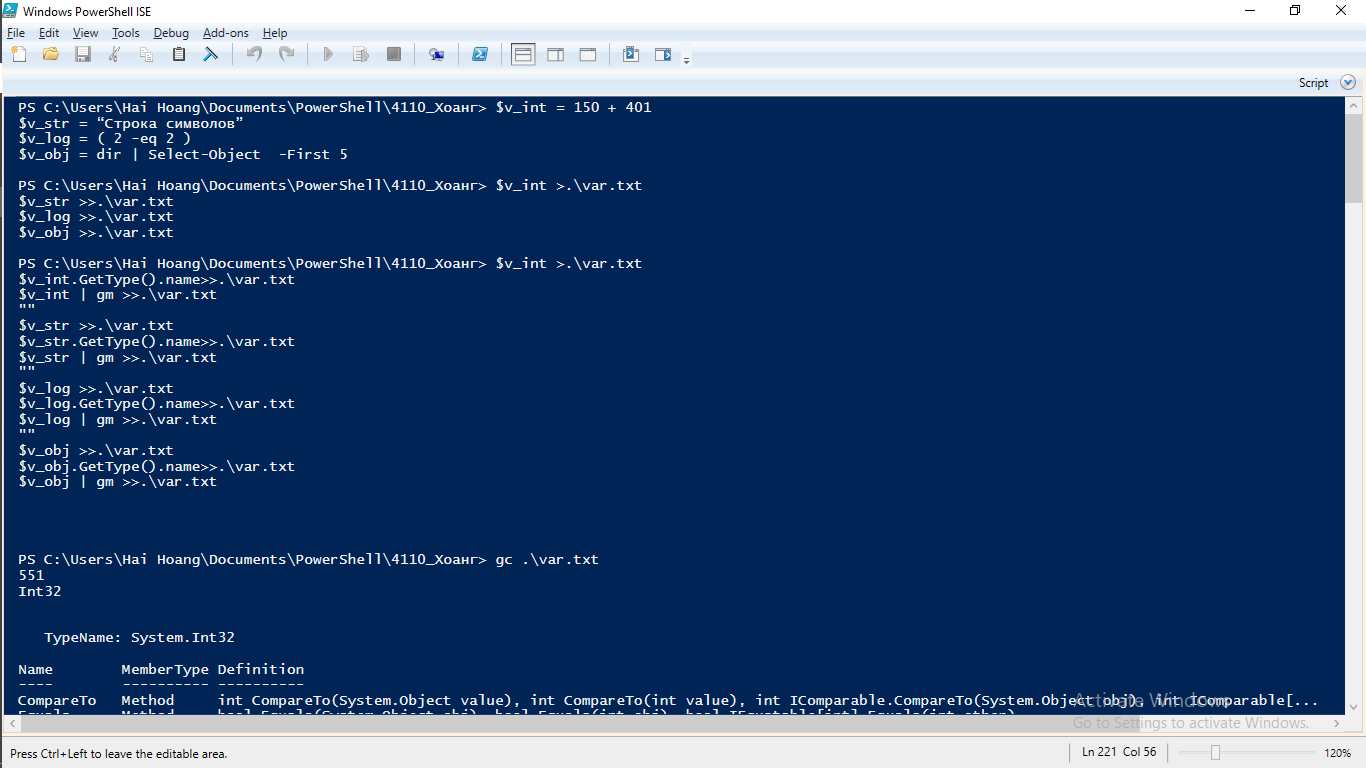 Windows PowerShell ISE
File Edit View Tools Debug Add-ons Help
Script
PS C:\Users\Hai Hoang\Documents\PowerShell\4110_Хоанг> $v_int = 150 + 401
$v_str = “Строка символов”
$v_log = ( 2 -eq 2 )
$v_obj = dir | Select-Object  -First 5
PS C:\Users\Hai Hoang\Documents\PowerShell\4110_Хоанг> $v_int >.\var.txt
$v_str >>.\var.txt
$v_log >>.\var.txt
$v_obj >>.\var.txt
PS C:\Users\Hai Hoang\Documents\PowerShell\4110_Хоанг> $v_int >.\var.txt
$v_int.GetType().name>>.\var.txt
$v_int | gm >>.\var.txt
""
$v_str >>.\var.txt
$v_str.GetType().name>>.\var.txt
$v_str | gm >>.\var.txt
""
$v_log >>.\var.txt
$v_log.GetType().name>>.\var.txt
$v_log | gm >>.\var.txt
""
$v_obj >>.\var.txt
$v_obj.GetType().name>>.\var.txt
$v_obj | gm >>.\var.txt
PS C:\Users\Hai Hoang\Documents\PowerShell\4110_Хоанг> gc .\var.txt
551
Int32
TypeName: System.Int32
Name MemberType Definition
---- ---------- ----------
CompareTo Method int CompareTo(System.Object value), int CompareTo(int value), int IComparable.CompareTo(System.Object obj), int IComparable[...
Activate Windows
Go to Settings to activate Windows.
Press Ctrl+Left to leave the editable area.
Ln 221 Col 56
120%